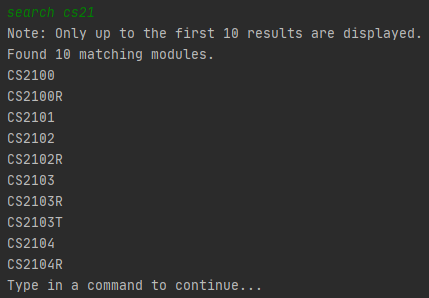 search cs21
Note: Only up to the first 10 results are displayed.
Found 10 matching modules.
CS2100
CS2100R
CS2101
CS2102
CS2102R
CS2103
CS2103R
CS2103T
CS2104
CS2104R
Type in a command to continue...